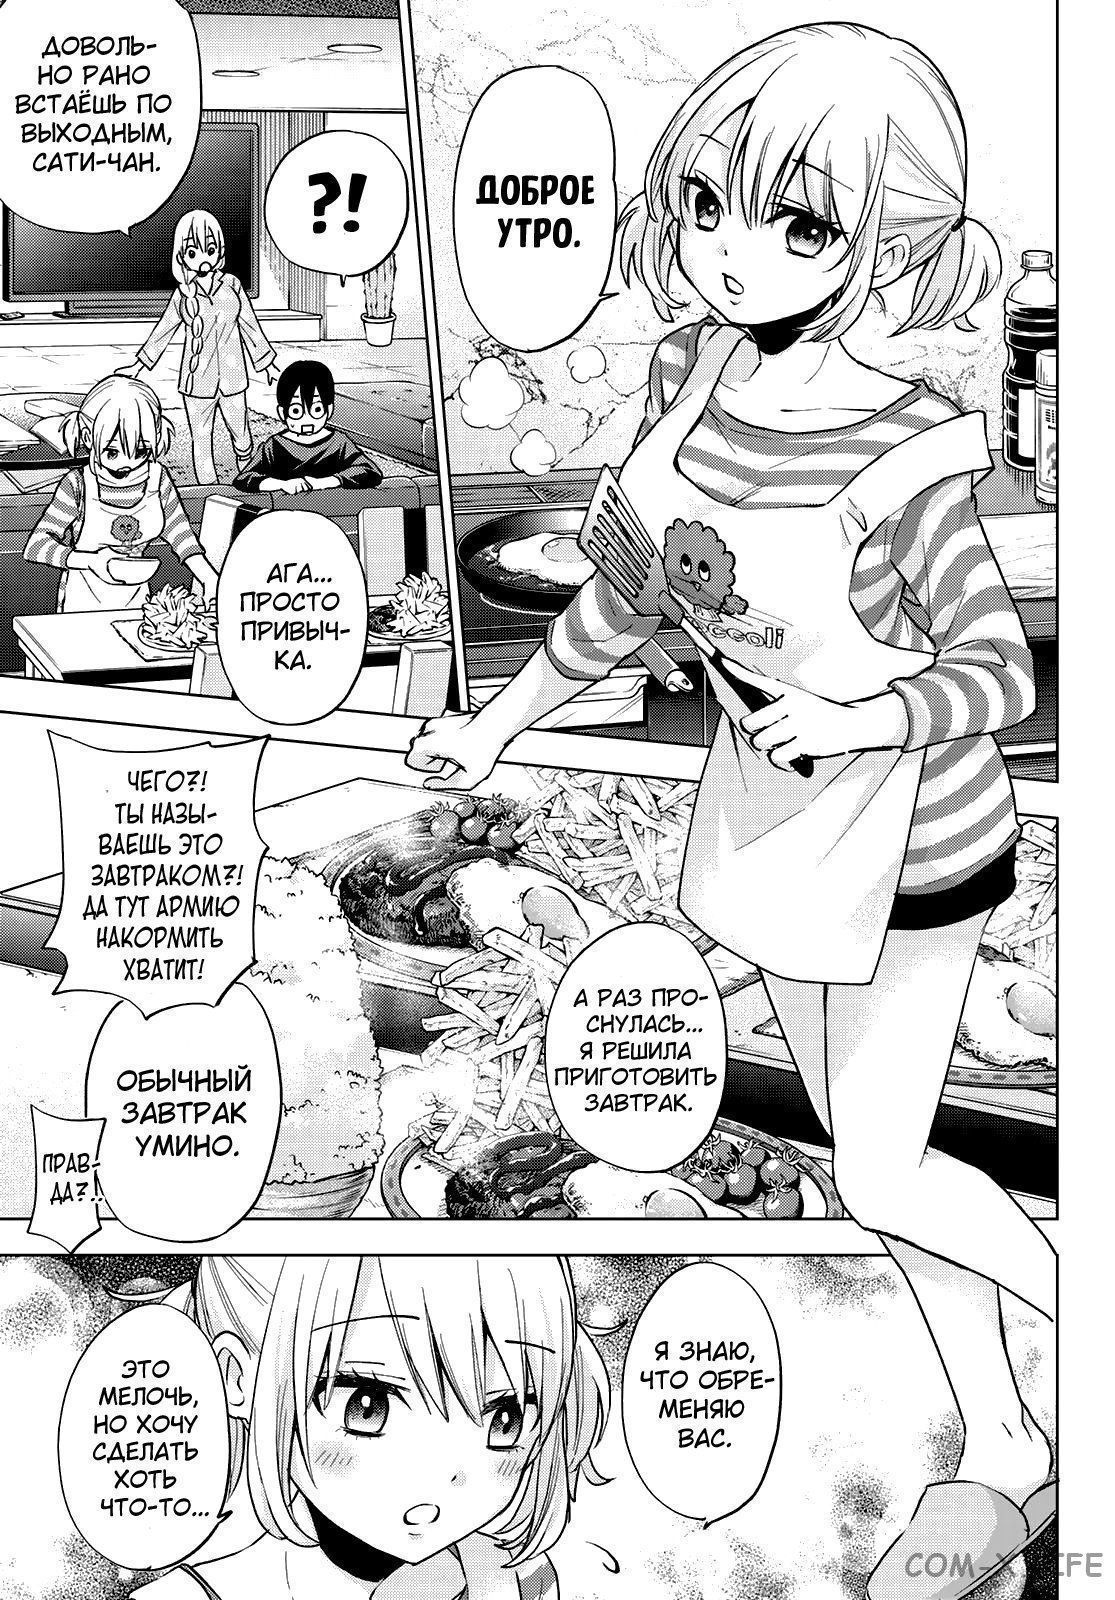 ДОБРОЕ
УТРО.
?!
ДОВОЛЬ-
НО РАНО
ВСТАЁШЬ ПО
ВЫХОДНЫМ,
САТИ-ЧАН.
АГА...
ПРОСТО
ПРИВЫЧ-
КА.
occoli
А РАЗ ПРО-
СНУЛАСЬ...
Я РЕШИЛА
ПРИГОТОВИТЬ
ЗАВТРАК.
ЧЕГО?!
ТЫ НАЗЫ-
ВАЕШЬ ЭТО
ЗАВТРАКОМ?!
ДА ТУТ АРМИЮ
НАКОРМИТЬ
ХВАТИТ!
ОБЫЧНЫЙ
ЗАВТРАК
УМИНО.
ПРАВ-
ДА?..
Я ЗНАЮ,
ЧТО ОБРЕ-
МЕНЯЮ
ВАС.
ЭТО
МЕЛОЧЬ,
НО ХОЧУ
СДЕЛАТЬ
ХОТЬ
ЧТО-ТО...